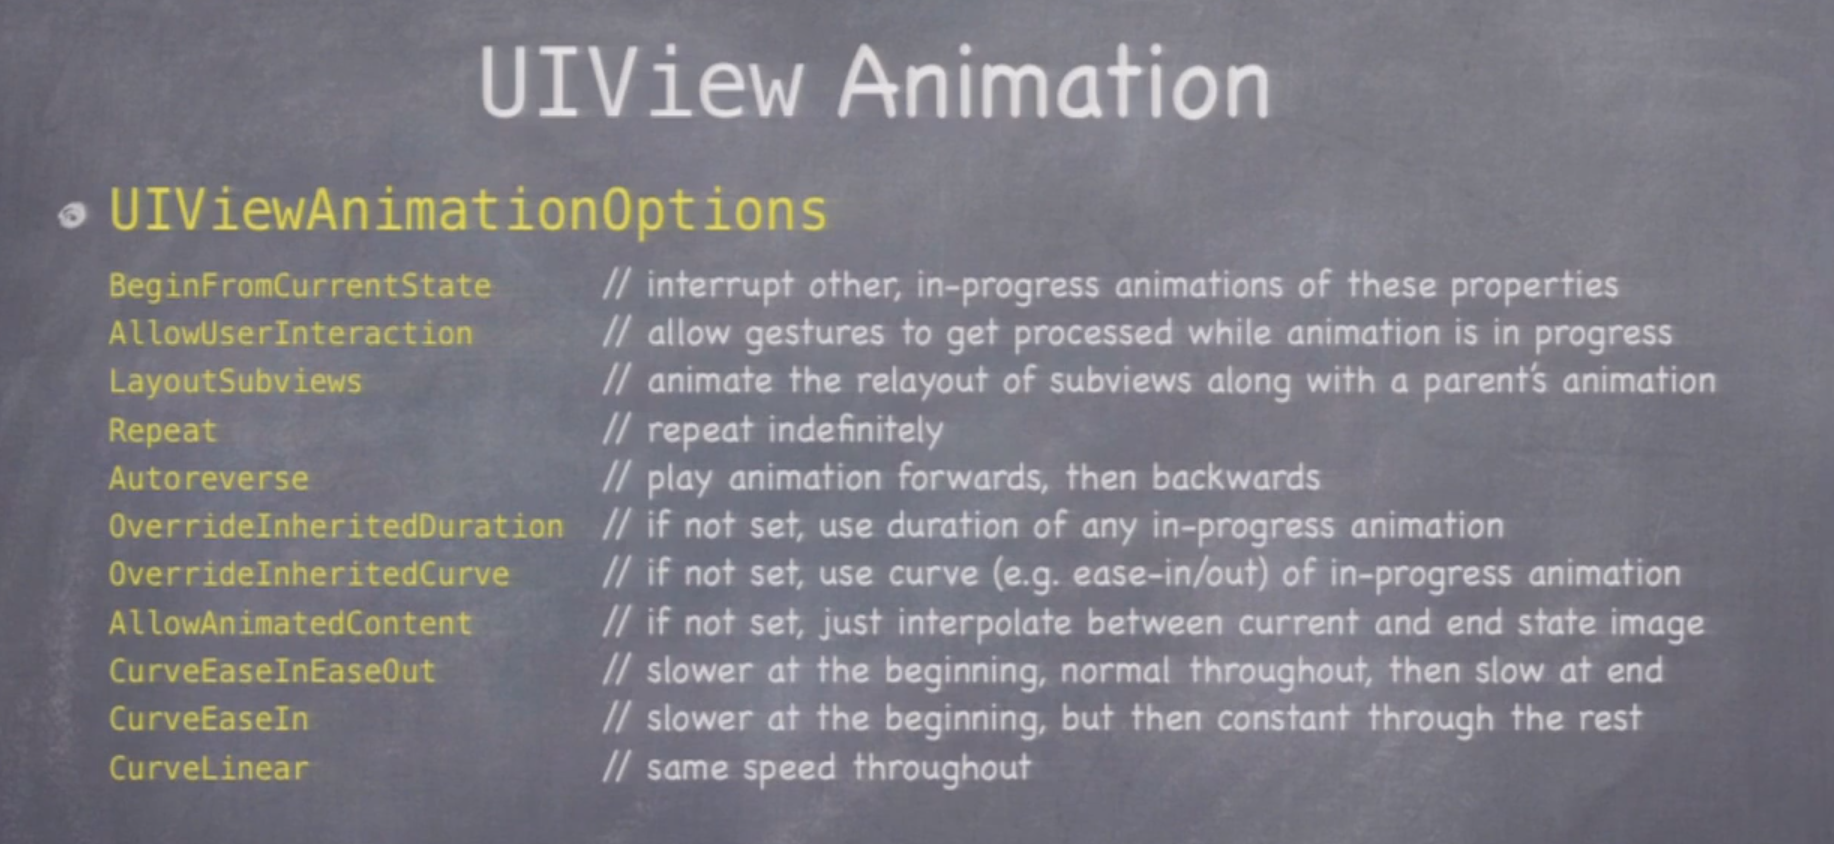 UIView Animation
UIViewAnimationOptions
BeginFromCurrentState // interrupt other, in-progress animations of these properties
AllowUserInteraction // allow gestures to get processed while animation is in progress
LayoutSubviews // animate the relayout of subviews along with a parent's animation
Repeat // repeat indefinitely
Autoreverse // play animation forwards, then backwards
OverrideInheritedDuration // if not set, use duration of any in-progress animation
OverrideInheritedCurve // if not set, use curve (e.g. ease-in/out) of in-progress animation
AllowAnimatedContent // if not set, just interpolate between current and end state image
CurveEaseInEaseOut // slower at the beginning, normal throughout, then slow at end
CurveEaseIn // slower at the beginning, but then constant through the rest
CurveLinear // same speed throughout